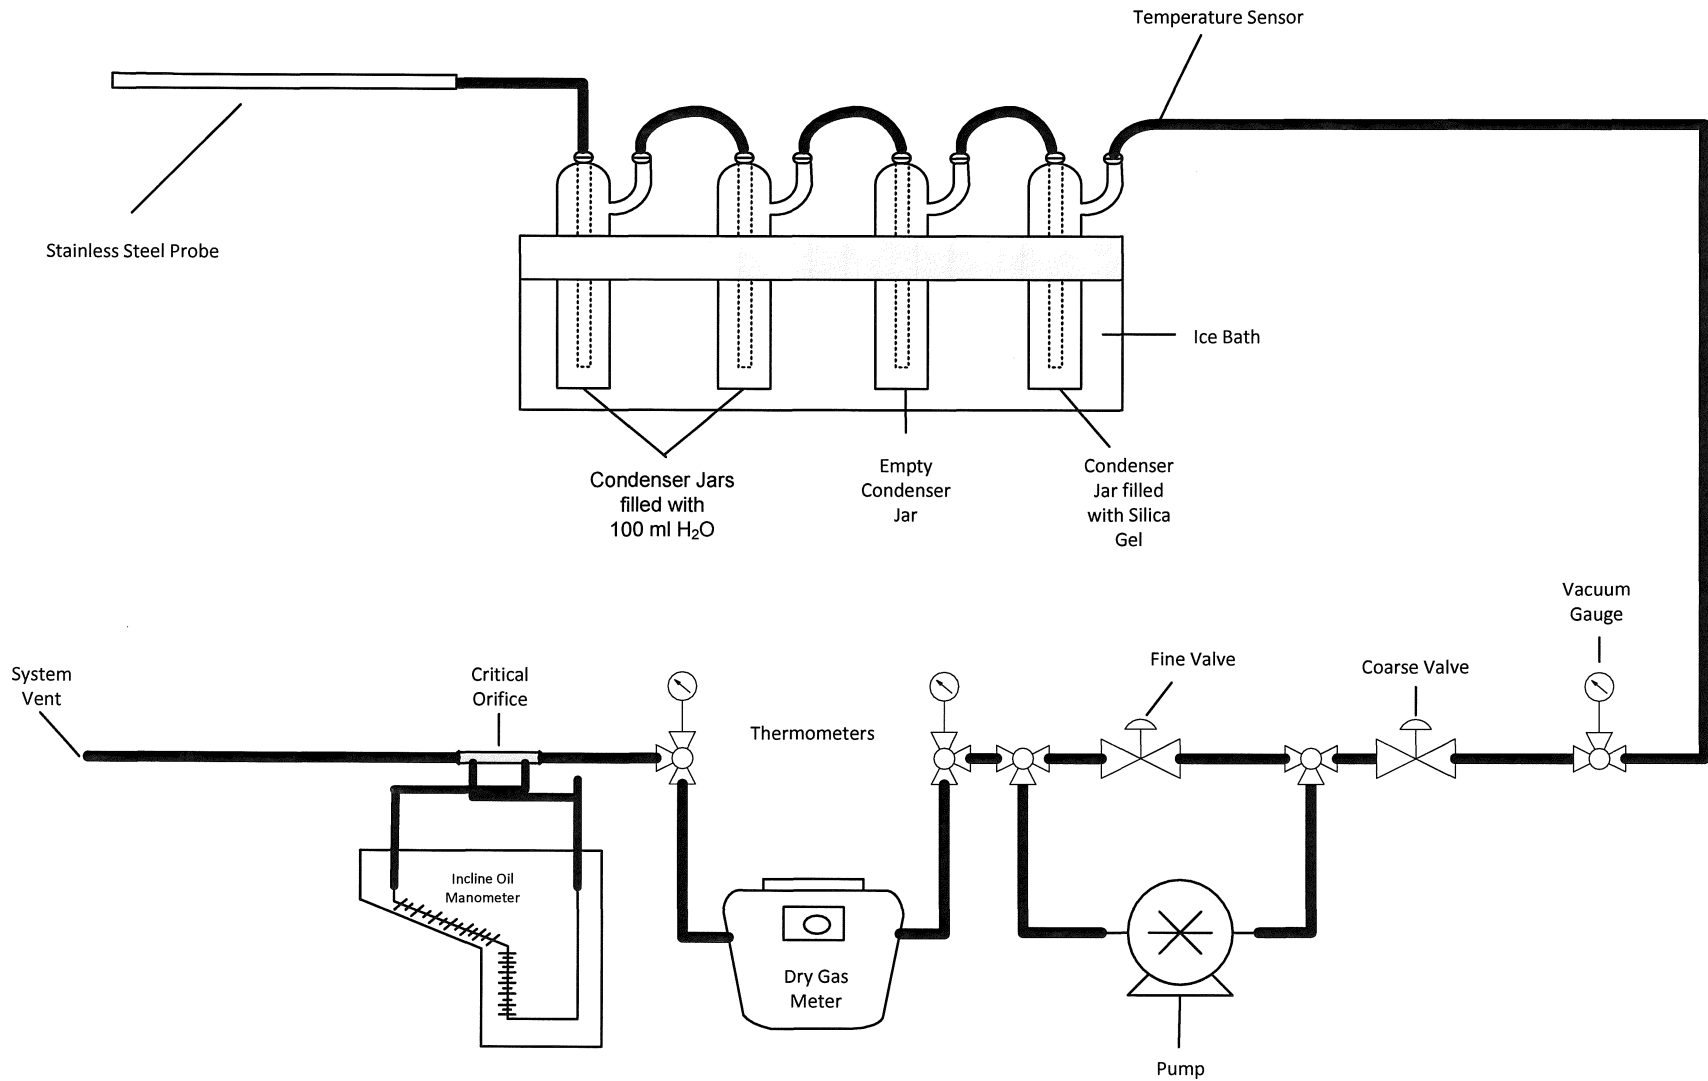 Temperature Sensor
Stainless Steel Probe
Ice Bath
Condenser Jars
filled with
100 ml H₂O
Empty
Condenser
Jar
Condenser
Jar filled
with Silica
Gel
Vacuum
Gauge
System
Vent
Critical
Orifice
Thermometers
Fine Valve
Coarse Valve
Incline Oil
Manometer
Dry Gas
Meter
Pump